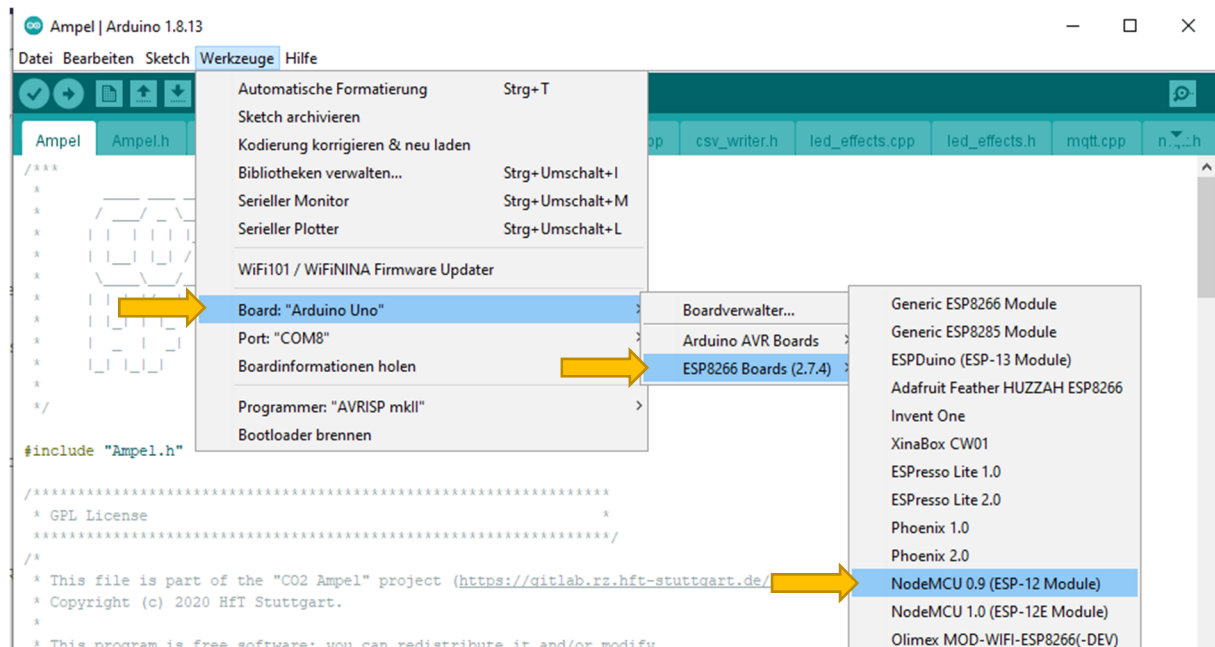 Ampel | Arduino 1.8.13
Datei Bearbeiten Sketch Werkzeuge Hilfe
Ampel Ampel.h csv_writer.h led_effects.cpp led_effects.h mqtt.cpp
Automatische Formatierung Strg+T
Sketch archivieren
Kodierung korrigieren & neu laden
Bibliotheken verwalten... Strg+Umschalt+I
Serieller Monitor Strg+Umschalt+M
Serieller Plotter Strg+Umschalt+L
WiFi101 / WiFiNINA Firmware Updater
Board: "Arduino Uno"
Port: "COM8"
Boardinformationen holen
Programmer: "AVRISP mkII"
Bootloader brennen
Boardverwalter...
Arduino AVR Boards
ESP8266 Boards (2.7.4)
Generic ESP8266 Module
Generic ESP8285 Module
ESPDuino (ESP-13 Module)
Adafruit Feather HUZZAH ESP8266
Invent One
XinaBox CW01
ESPresso Lite 1.0
ESPresso Lite 2.0
Phoenix 1.0
Phoenix 2.0
NodeMCU 0.9 (ESP-12 Module)
NodeMCU 1.0 (ESP-12E Module)
Olimex MOD-WIFI-ESP8266(-DEV)
#include "Ampel.h"
* GPL License *
* This file is part of the "CO2 Ampel" project (https://gitlab.rz.hft-stuttgart.de/
* Copyright (c) 2020 HfT Stuttgart.
*
* This program is free software: you can redistribute it and/or modify